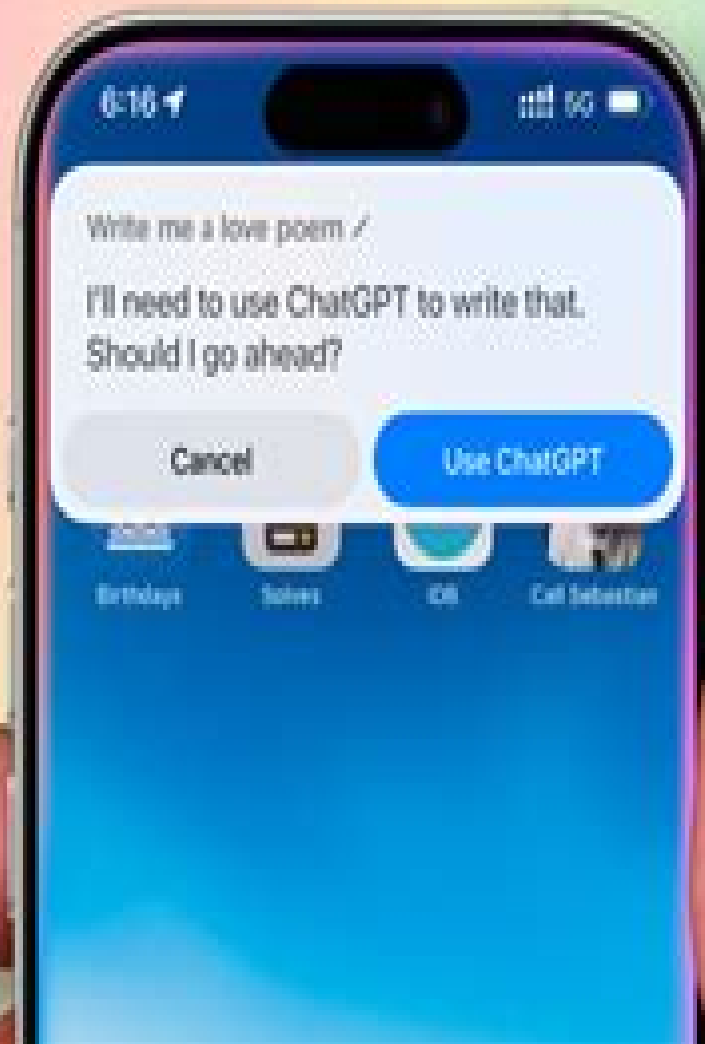 6:16
5G
Write me a love poem
I'll need to use ChatGPT to write that.
Should I go ahead?
Cancel
Use ChatGPT
Birthdays
Solves
Call Sebastian